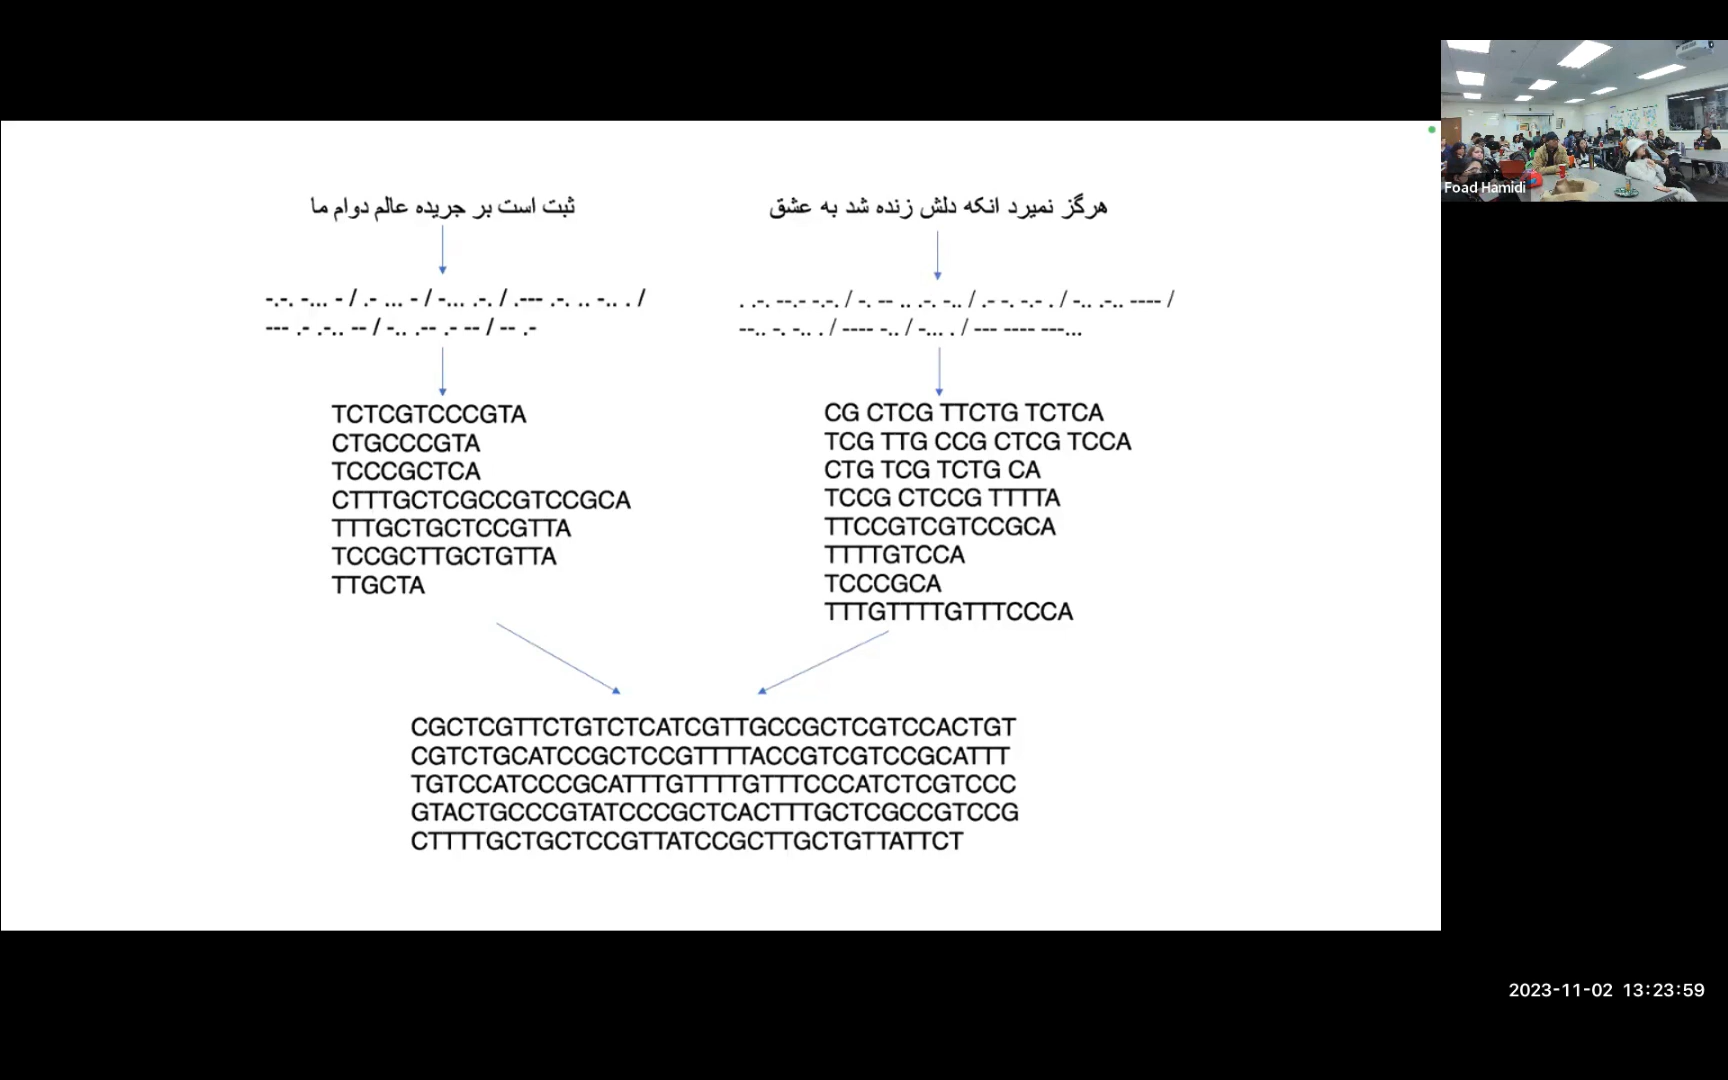 ثبت است بر جریده عالم دوام ما
-.-. -... - / .- ... - / -... .-. / .--- .-. .. -.. . /
--- .- .-.. -- / -.. .-- .- -- / -- .-
TCTCGTCCCGTA
CTGCCCGTA
TCCCGCTCA
CTTTGCTCGCCGTCCGCA
TTTGCTGCTCCGTTA
TCCGCTTGCTGTTA
TTGCTA
هرگز نمیرد انکه دلش زنده شد به عشق
. .-. --.- -.-. / -. -- .. .-. -.. / .- -. -.- . / -.. .-.. ---- /
--.. -. -.. . / ---- -.. / -... . / --- ---- ---...
CG CTCG TTCTG TCTCA
TCG TTG CCG CTCG TCCA
CTG TCG TCTG CA
TCCG CTCCG TTTTA
TTCCGTCGTCCGCA
TTTTGTCCA
TCCCGCA
TTTGTTTTGTTTCCCA
CGCTCGTTCTGTCTCATCGTTGCCGCTCGTCCACTGT
CGTCTGCATCCGCTCCGTTTTACCGTCGTCCGCATTT
TGTCCATCCCGCATTTGTTTTGTTTCCCATCTCGTCCC
GTACTGCCCGTATCCCGCTCACTTTGCTCGCCGTCCG
CTTTTGCTGCTCCGTTATCCGCTTGCTGTTATTCT
Foad Hamidi
2023-11-02 13:23:59